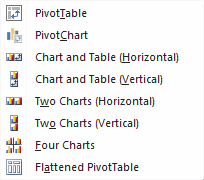 PivotTable
PivotChart
Chart and Table (Horizontal)
Chart and Table (Vertical)
Two Charts (Horizontal)
Two Charts (Vertical)
Four Charts
Flattened PivotTable